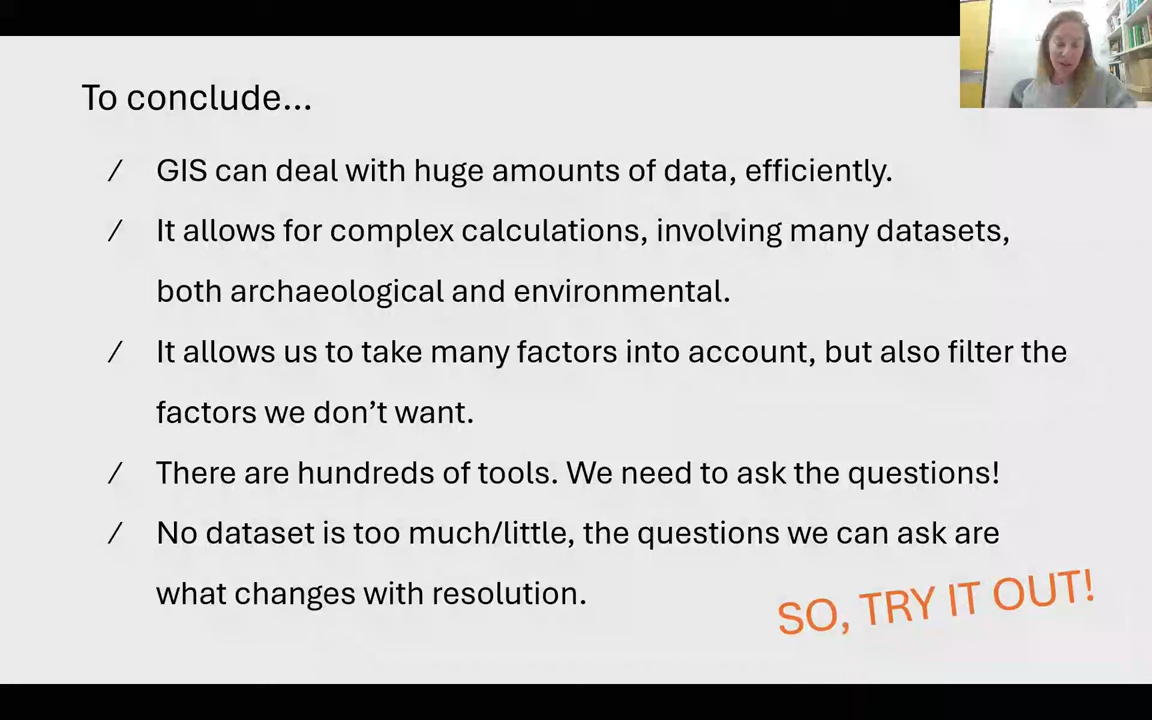 To conclude...
/ GIS can deal with huge amounts of data, efficiently.
/ It allows for complex calculations, involving many datasets,
both archaeological and environmental.
/ It allows us to take many factors into account, but also filter the
factors we don’t want.
/ There are hundreds of tools. We need to ask the questions!
/ No dataset is too much/little, the questions we can ask are
what changes with resolution.
SO, TRY IT OUT!